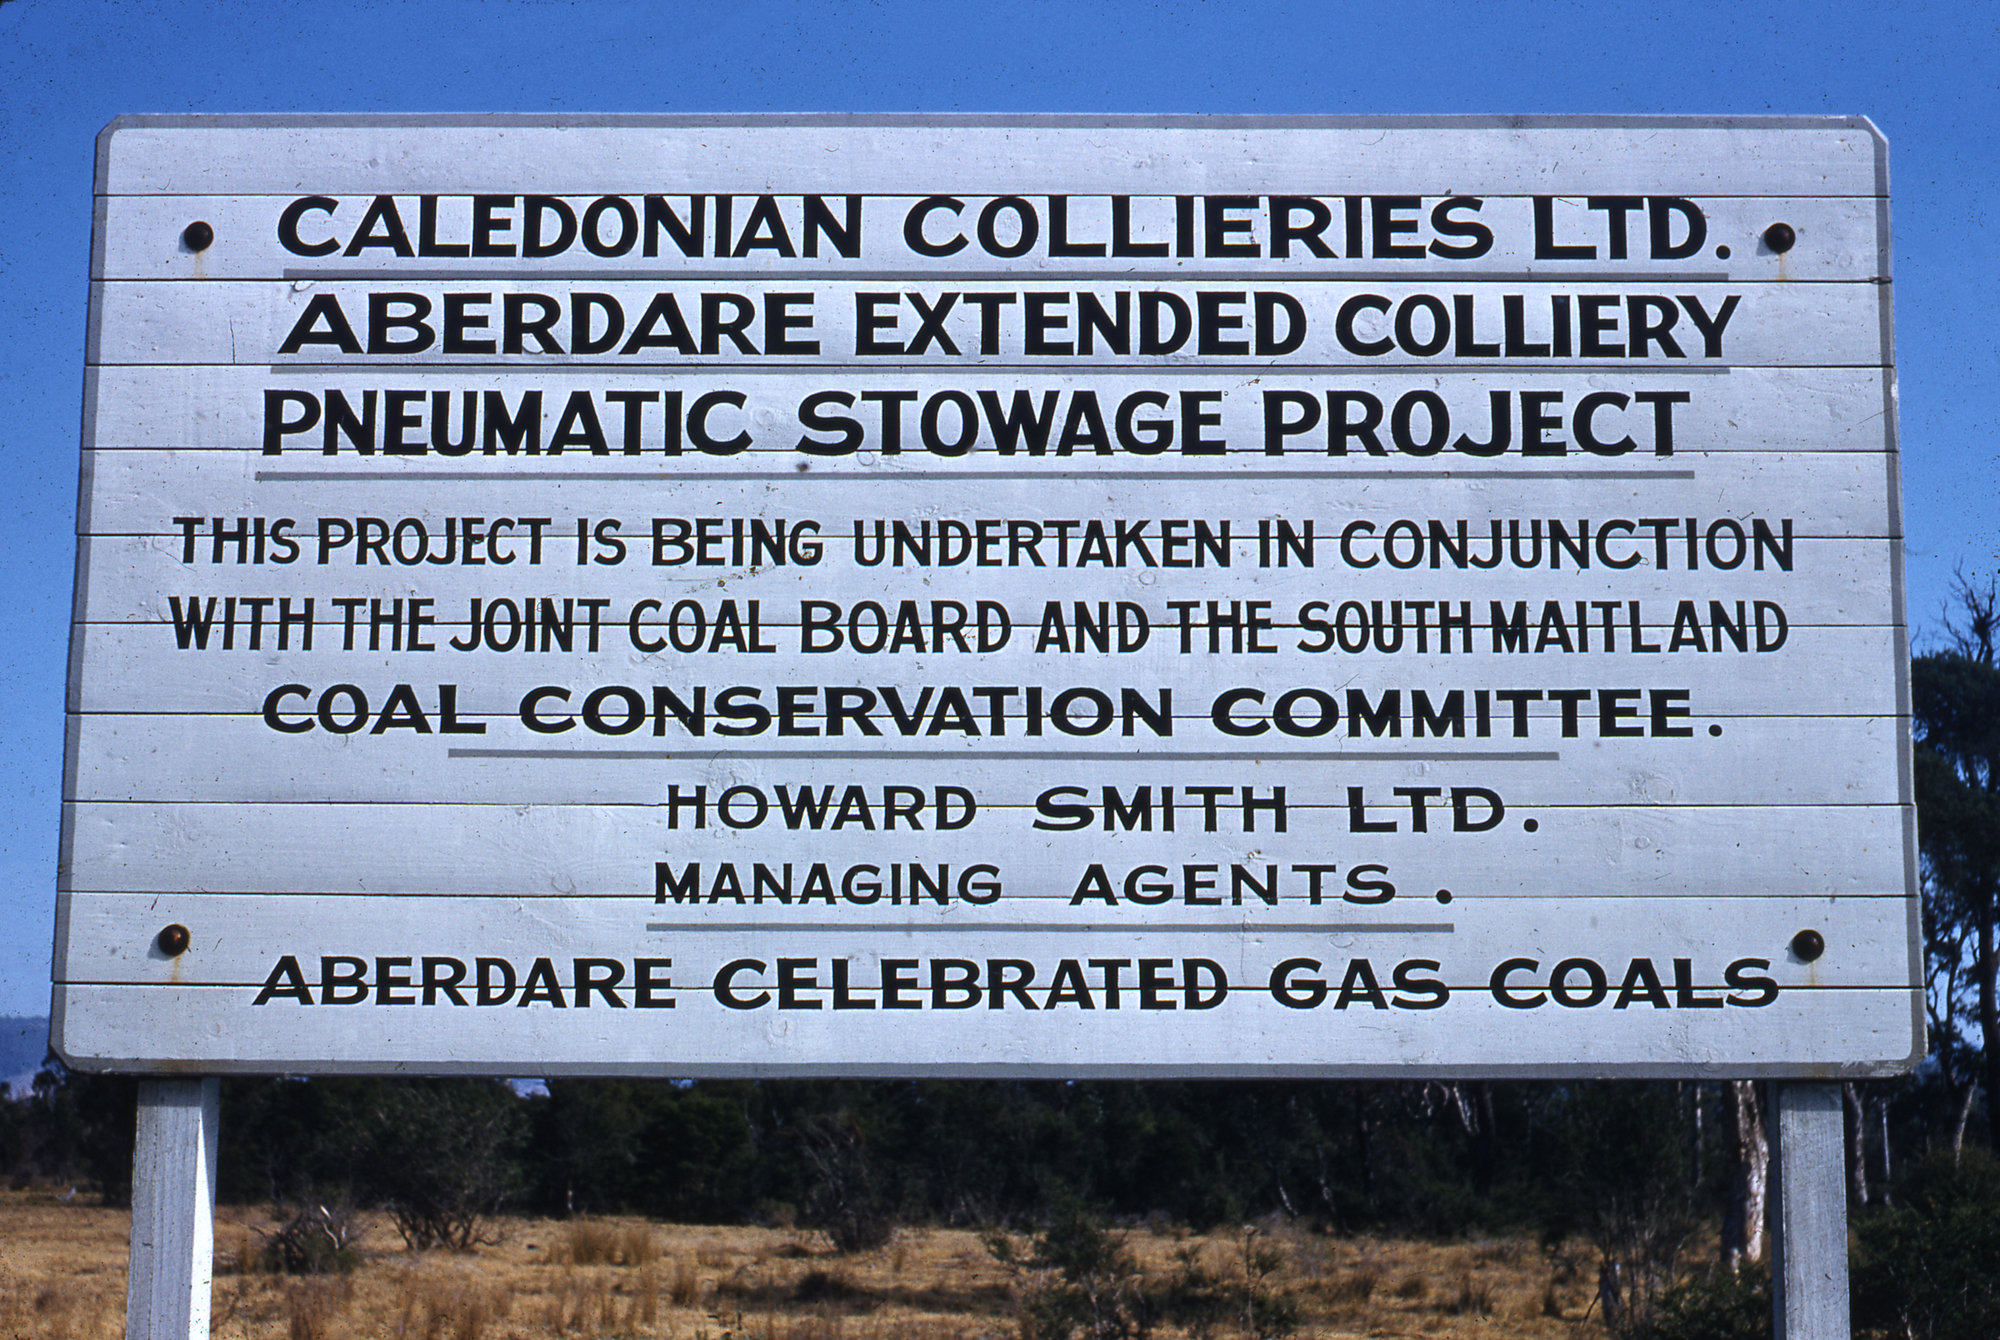 CALEDONIAN COLLIERIES LTD.
ABERDARE EXTENDED COLLIERY
PNEUMATIC STOWAGE PROJECT
THIS PROJECT IS BEING UNDERTAKEN IN CONJUNCTION
WITH THE JOINT COAL BOARD AND THE SOUTH MAITLAND
COAL CONSERVATION COMMITTEE.
HOWARD SMITH LTD.
MANAGING AGENTS.
ABERDARE CELEBRATED GAS COALS